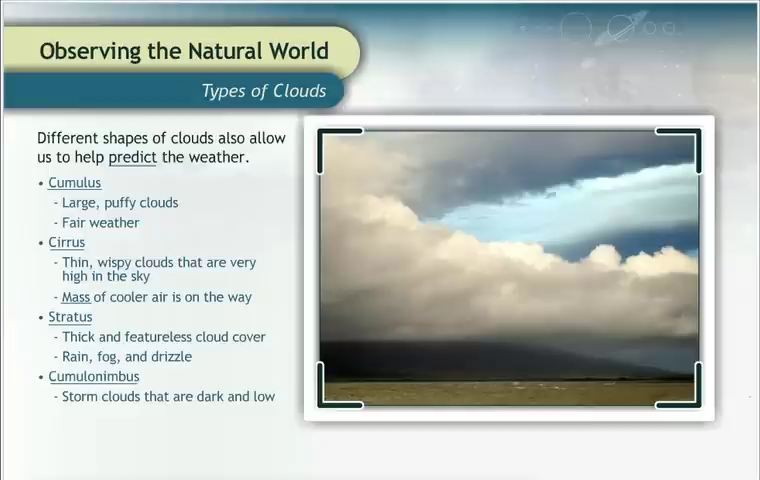 Observing the Natural World
Types of Clouds
Different shapes of clouds also allow
us to help predict the weather.
• Cumulus
- Large, puffy clouds
- Fair weather
• Cirrus
- Thin, wispy clouds that are very
high in the sky
- Mass of cooler air is on the way
• Stratus
- Thick and featureless cloud cover
- Rain, fog, and drizzle
• Cumulonimbus
- Storm clouds that are dark and low